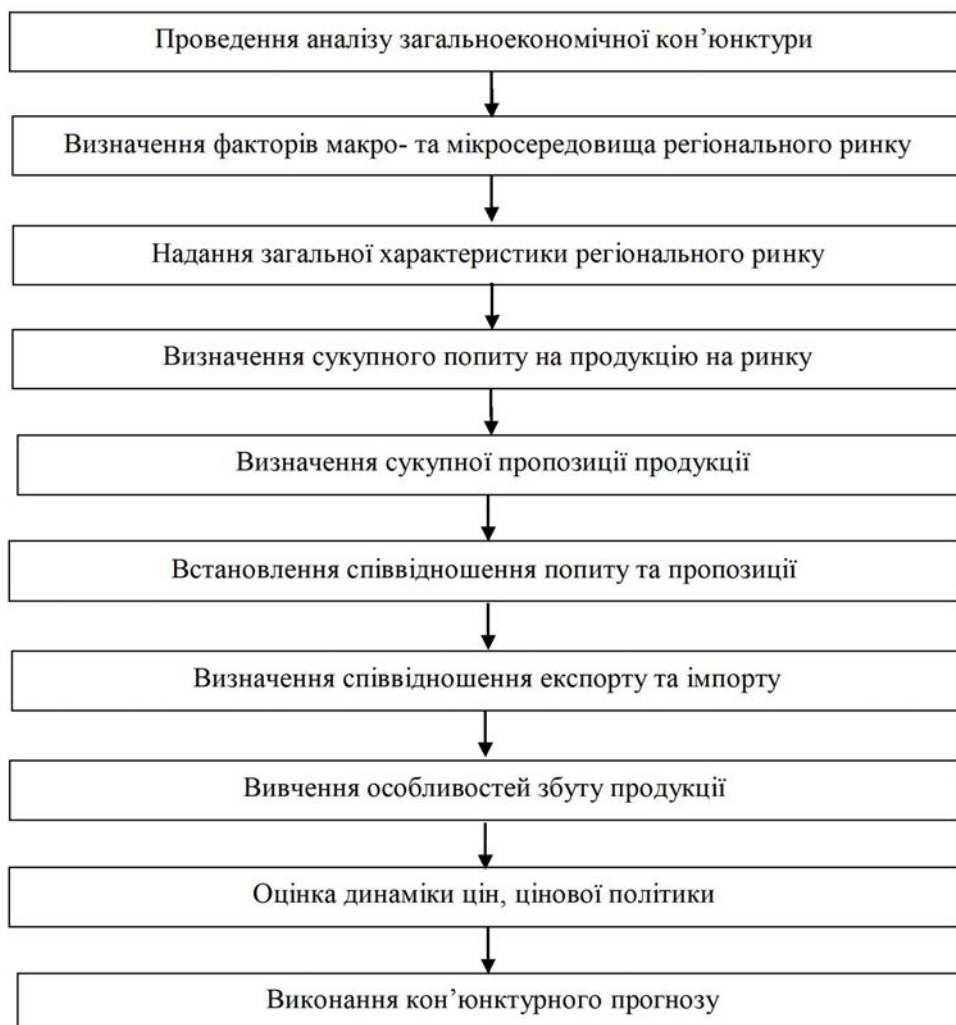 Проведення аналізу загальноекономічної кон’юнктури
Визначення факторів макро- та мікросередовища регіонального ринку
Надання загальної характеристики регіонального ринку
Визначення сукупного попиту на продукцію на ринку
Визначення сукупної пропозиції продукції
Встановлення співвідношення попиту та пропозиції
Визначення співвідношення експорту та імпорту
Вивчення особливостей збуту продукції
Оцінка динаміки цін, цінової політики
Виконання кон’юнктурного прогнозу